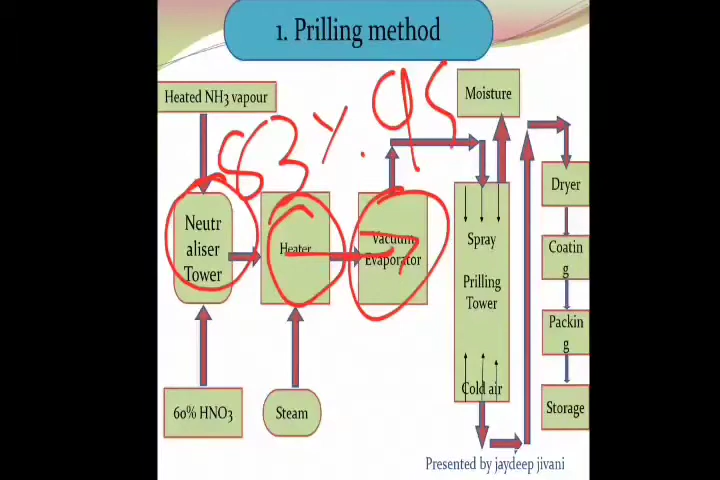 1. Prilling method
Heated NH3 vapour
Moisture
83% .95
Neutr
aliser
Tower
Heater
Vacuum
Evaporator
Spray
Prilling
Tower
Cold air
Dryer
Coatin
g
Packin
g
Storage
60% HNO3
Steam
Presented by jaydeep jivani